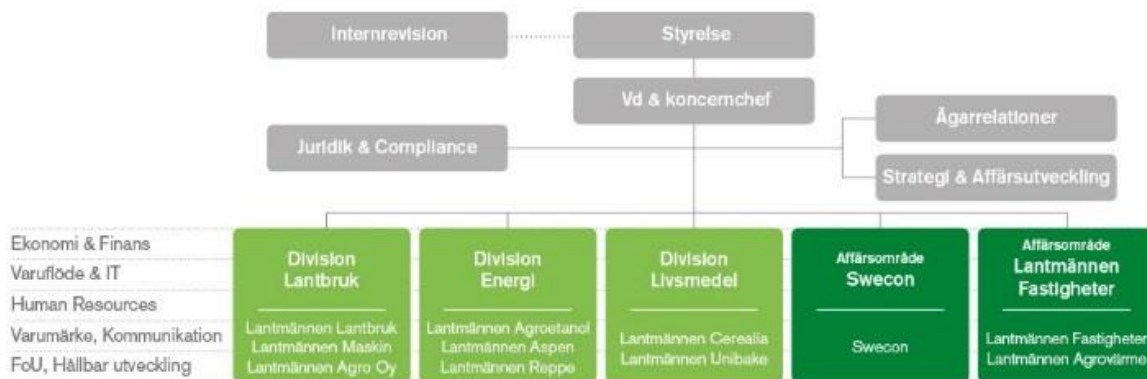 Internrevision
Styrelse
Vd & koncernchef
Juridik & Compliance
Ägarrelationer
Strategi & Affärsutveckling
Ekonomi & Finans
Varuflöde & IT
Human Resources
Varumärke, Kommunikation
FoU, Hållbar utveckling
Division
Lantbruk
Lantmännen Lantbruk
Lantmännen Maskin
Lantmännen Agro Oy
Division
Energi
Lantmännen Agroetanol
Lantmännen Aspen
Lantmännen Reppe
Division
Livsmedel
Lantmännen Cerealia
Lantmännen Unibake
Affärsområde
Swecon
Swecon
Affärsområde
Lantmännen
Fastigheter
Lantmännen Fastigheter
Lantmännen Agrovärme